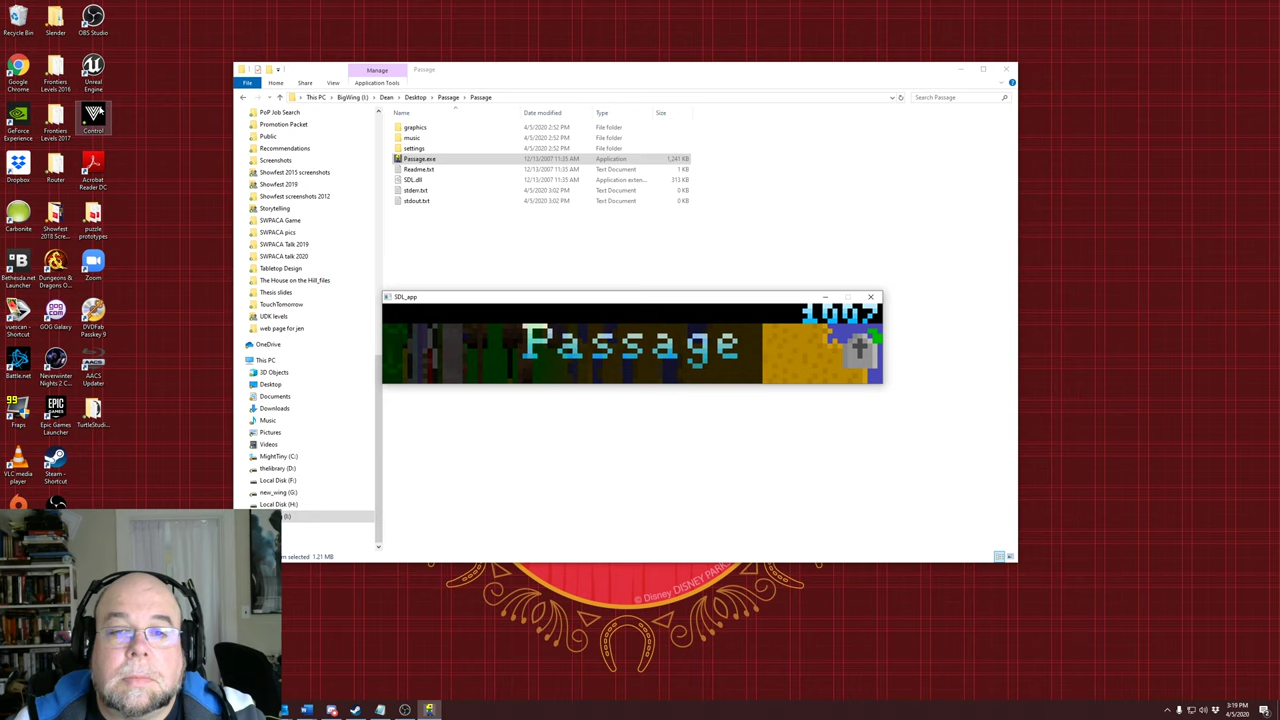 Recycle Bin
Slender
OBS Studio
Google Chrome
Frontiers Levels 2016
Unreal Engine
GeForce Experience
Frontiers Levels 2017
Control
Dropbox
Router
Acrobat Reader DC
Carbonite
Showfest 2018 Scre...
puzzle prototypes
Bethesda.net Launcher
Dungeons & Dragons O...
Zoom
vuescan - Shortcut
GOG Galaxy
DVDFab Passkey 9
Battle.net
Neverwinter Nights 2 C...
AACS Updater
99
Fraps
Epic Games Launcher
TurtleStudi...
VLC media player
Steam - Shortcut
Manage
Passage
File
Home
Share
View
Application Tools
This PC
BigWing (I:)
Dean
Desktop
Passage
Passage
Search Passage
PoP Job Search
Promotion Packet
Public
Recommendations
Screenshots
Showfest 2015 screenshots
Showfest 2019
Showfest screenshots 2012
Storytelling
SWPACA Game
SWPACA pics
SWPACA Talk 2019
SWPACA talk 2020
Tabletop Design
The House on the Hill_files
Thesis slides
TouchTomorrow
UDK levels
web page for jen
OneDrive
This PC
3D Objects
Desktop
Documents
Downloads
Music
Pictures
Videos
MightTiny (C:)
thelibrary (D:)
Local Disk (F:)
new_wing (G:)
Local Disk (H:)
(I:)
Name Date modified Type Size
graphics 4/5/2020 2:52 PM File folder
music 4/5/2020 2:52 PM File folder
settings 4/5/2020 2:52 PM File folder
Passage.exe 12/13/2007 11:35 AM Application 1,241 KB
Readme.txt 12/13/2007 11:35 AM Text Document 1 KB
SDL.dll 12/13/2007 11:35 AM Application exten... 313 KB
stderr.txt 4/5/2020 3:02 PM Text Document 0 KB
stdout.txt 4/5/2020 3:02 PM Text Document 0 KB
SDL_app
Passage
selected 1.21 MB
© Disney DISNEY PARK
3:19 PM
4/5/2020